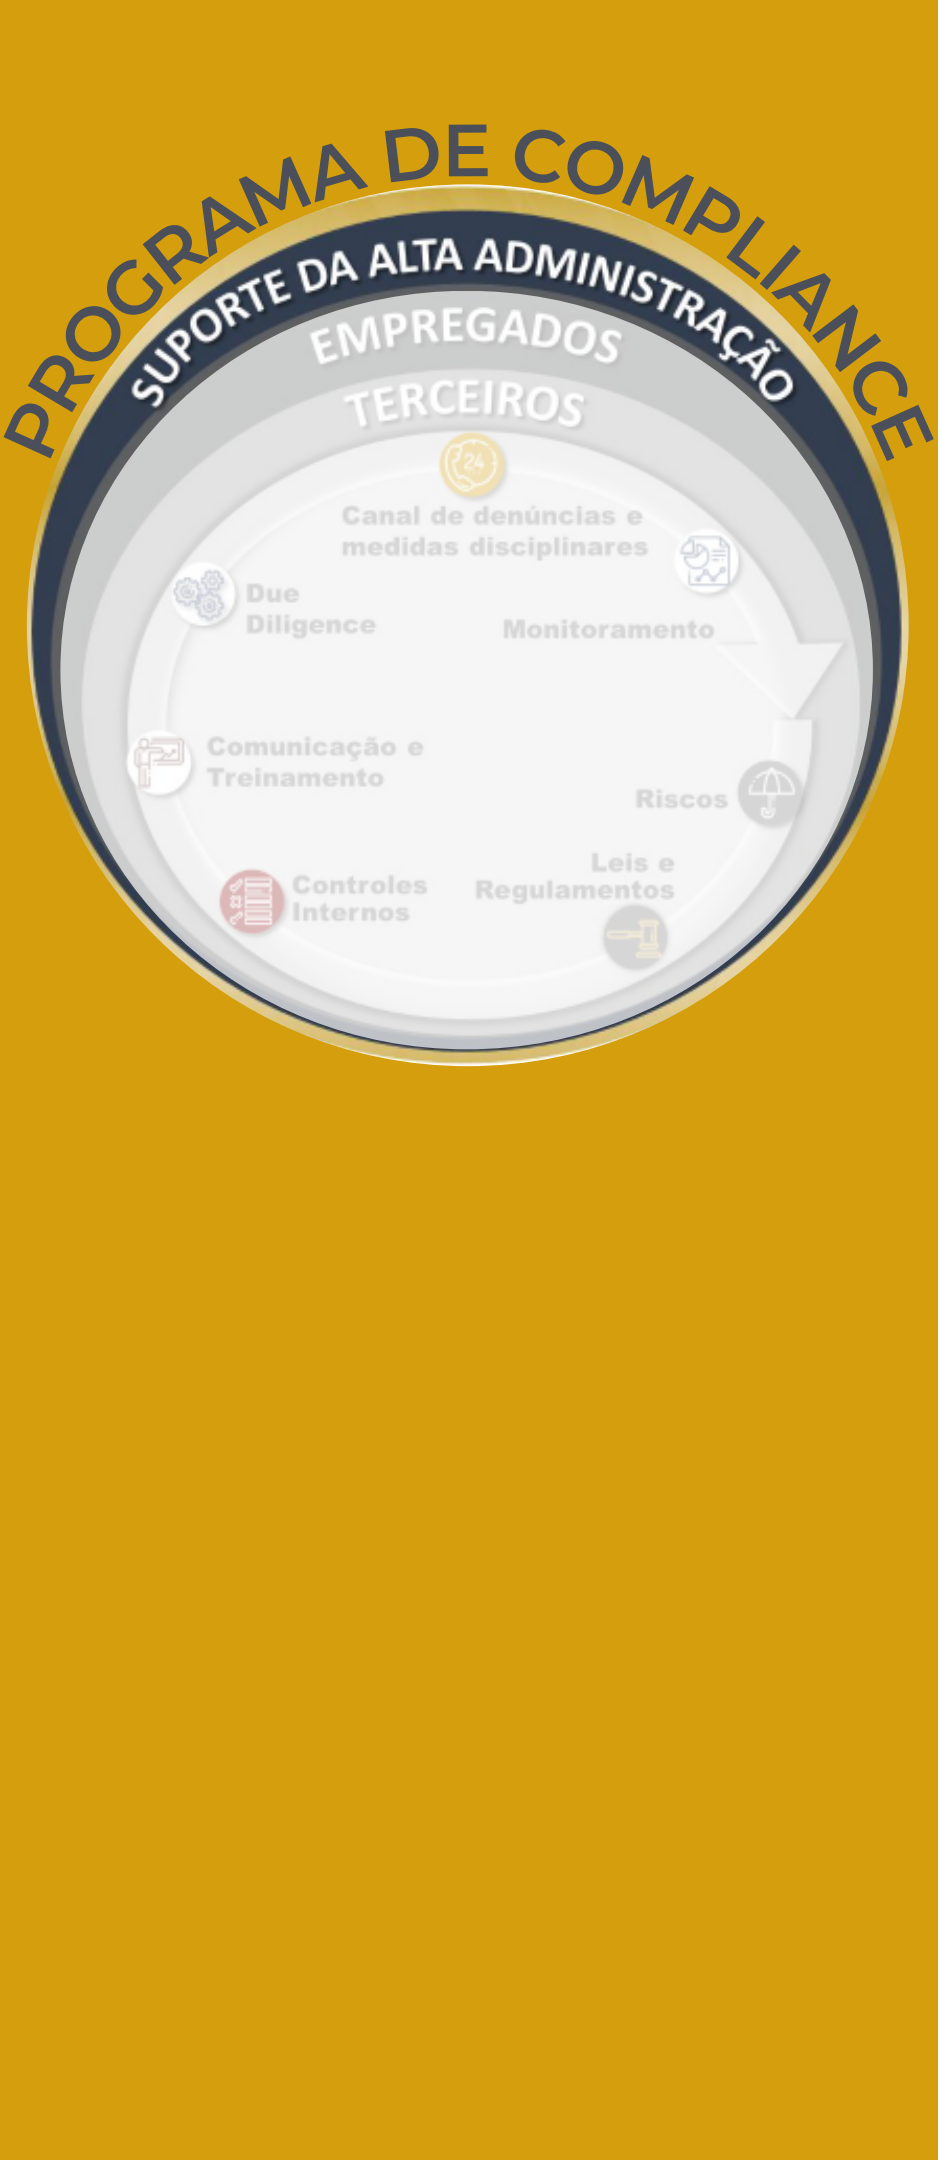 PROGRAMA DE COMPLIANCE
SUPORTE DA ALTA ADMINISTRAÇÃO
EMPREGADOS
TERCEIROS
24
Canal de denúncias e
medidas disciplinares
Due
Diligence
Monitoramento
Comunicação e
Treinamento
Riscos
Leis e
Regulamentos
Controles
Internos